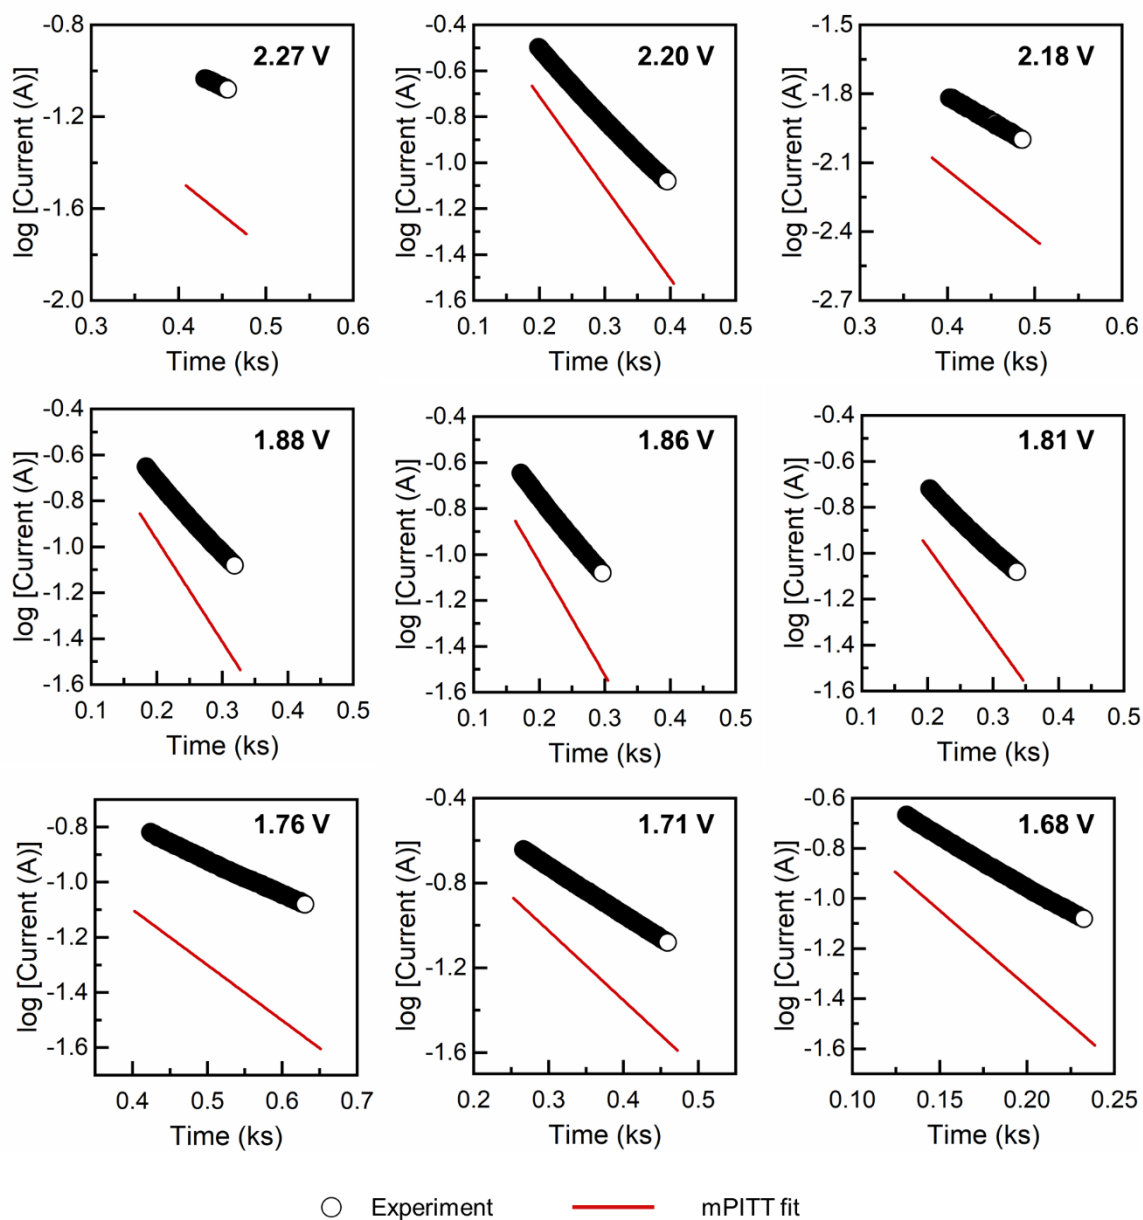 2.27 V
log [Current (A)]
-0.8
-1.2
-1.6
-2.0
0.3 0.4 0.5 0.6
Time (ks)
2.20 V
log [Current (A)]
-0.4
-0.6
-0.8
-1.0
-1.2
-1.4
-1.6
0.1 0.2 0.3 0.4 0.5
Time (ks)
2.18 V
log [Current (A)]
-1.5
-1.8
-2.1
-2.4
-2.7
0.3 0.4 0.5 0.6
Time (ks)
1.88 V
log [Current (A)]
-0.4
-0.6
-0.8
-1.0
-1.2
-1.4
-1.6
0.1 0.2 0.3 0.4 0.5
Time (ks)
1.86 V
log [Current (A)]
-0.4
-0.6
-0.8
-1.0
-1.2
-1.4
-1.6
0.1 0.2 0.3 0.4 0.5
Time (ks)
1.81 V
log [Current (A)]
-0.4
-0.6
-0.8
-1.0
-1.2
-1.4
-1.6
0.1 0.2 0.3 0.4 0.5
Time (ks)
1.76 V
log [Current (A)]
-0.8
-1.0
-1.2
-1.4
-1.6
0.4 0.5 0.6 0.7
Time (ks)
1.71 V
log [Current (A)]
-0.4
-0.8
-1.2
-1.6
0.2 0.3 0.4 0.5
Time (ks)
1.68 V
log [Current (A)]
-0.6
-0.8
-1.0
-1.2
-1.4
-1.6
0.10 0.15 0.20 0.25
Time (ks)
Experiment
mPITT fit